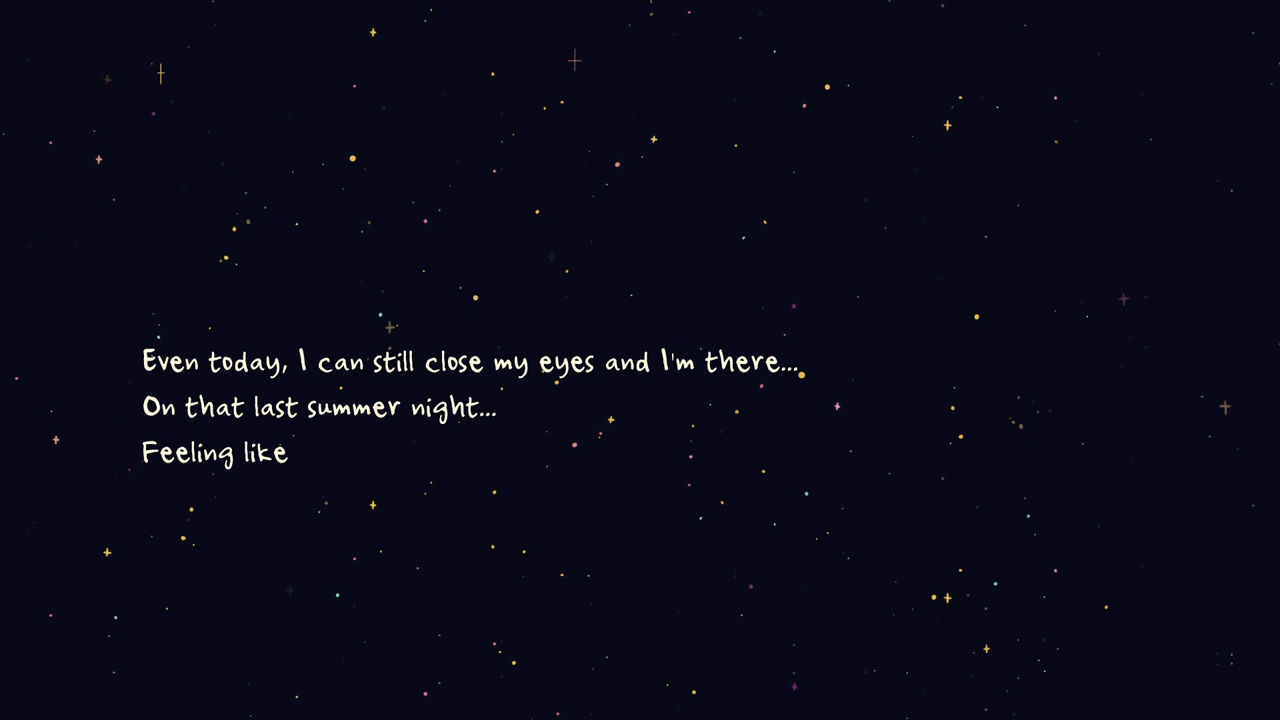 Even today, I can still close my eyes and I'm there...
On that last summer night...
Feeling like